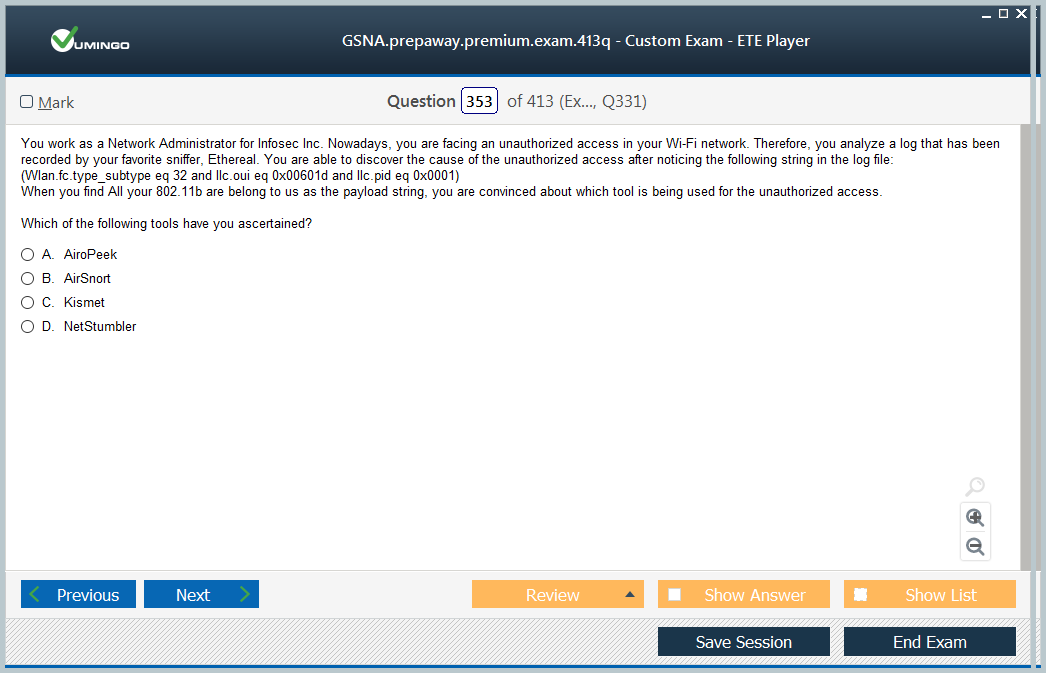 VUMINGO
GSNA.prepaway.premium.exam.413q - Custom Exam - ETE Player
Mark
Question 353 of 413 (Ex..., Q331)
You work as a Network Administrator for Infosec Inc. Nowadays, you are facing an unauthorized access in your Wi-Fi network. Therefore, you analyze a log that has been
recorded by your favorite sniffer, Ethereal. You are able to discover the cause of the unauthorized access after noticing the following string in the log file:
(Wlan.fc.type_subtype eq 32 and llc.oui eq 0x00601d and llc.pid eq 0x0001)
When you find All your 802.11b are belong to us as the payload string, you are convinced about which tool is being used for the unauthorized access.
Which of the following tools have you ascertained?
A. AiroPeek
B. AirSnort
C. Kismet
D. NetStumbler
Previous
Next
Review
Show Answer
Show List
Save Session
End Exam